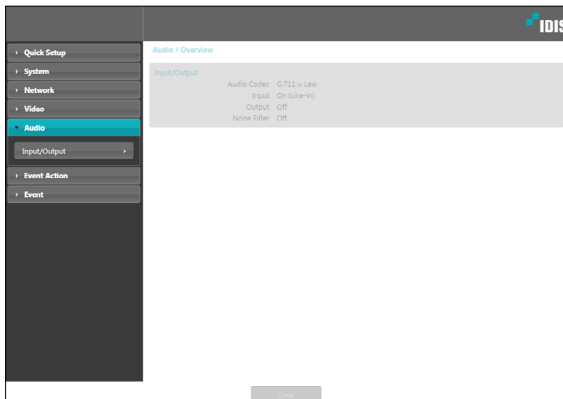 IDIS
Quick Setup
System
Network
Video
Audio
Input/Output
Event Action
Event
Audio / Overview
Input/Output
Audio Codec G.711 u-Law
Input On (Line-in)
Output Off
Filter Off